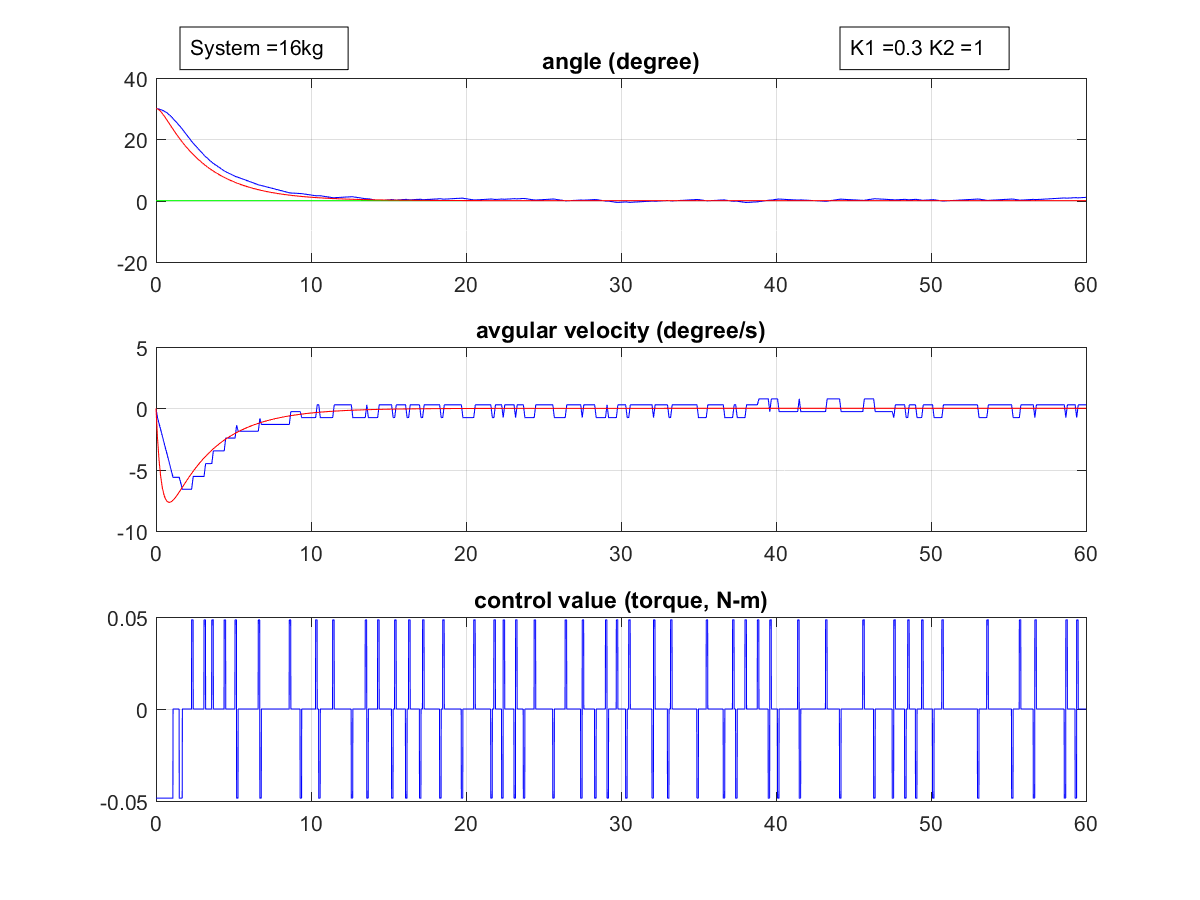 System =16kg
K1 =0.3 K2 =1
angle (degree)
40
20
0
-20
0 10 20 30 40 50 60
avgular velocity (degree/s)
5
0
-5
-10
0 10 20 30 40 50 60
control value (torque, N-m)
0.05
0
-0.05
0 10 20 30 40 50 60